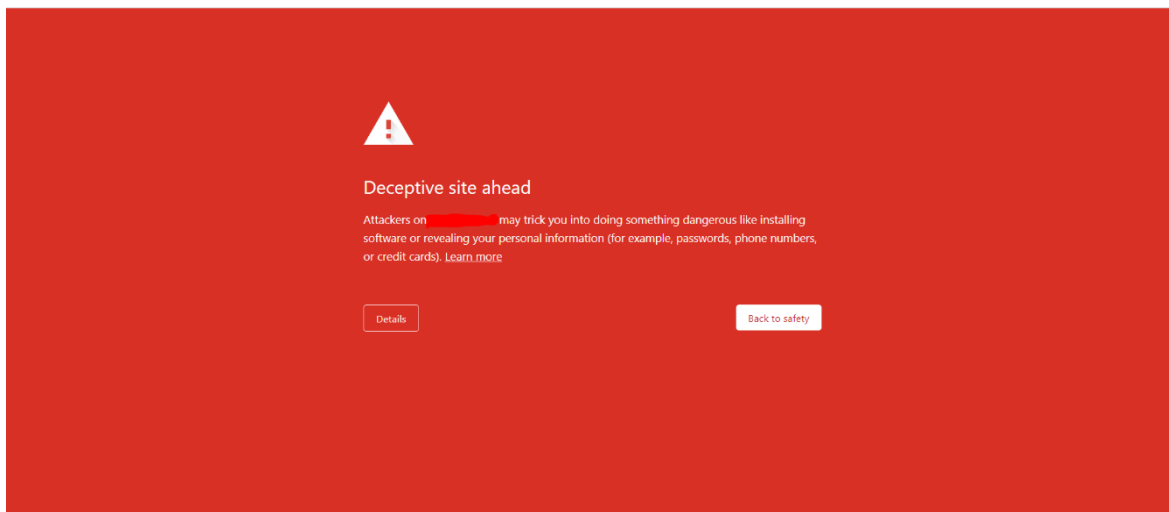 Deceptive site ahead
Attackers on may trick you into doing something dangerous like installing
software or revealing your personal information (for example, passwords, phone numbers,
or credit cards). Learn more
Details
Back to safety